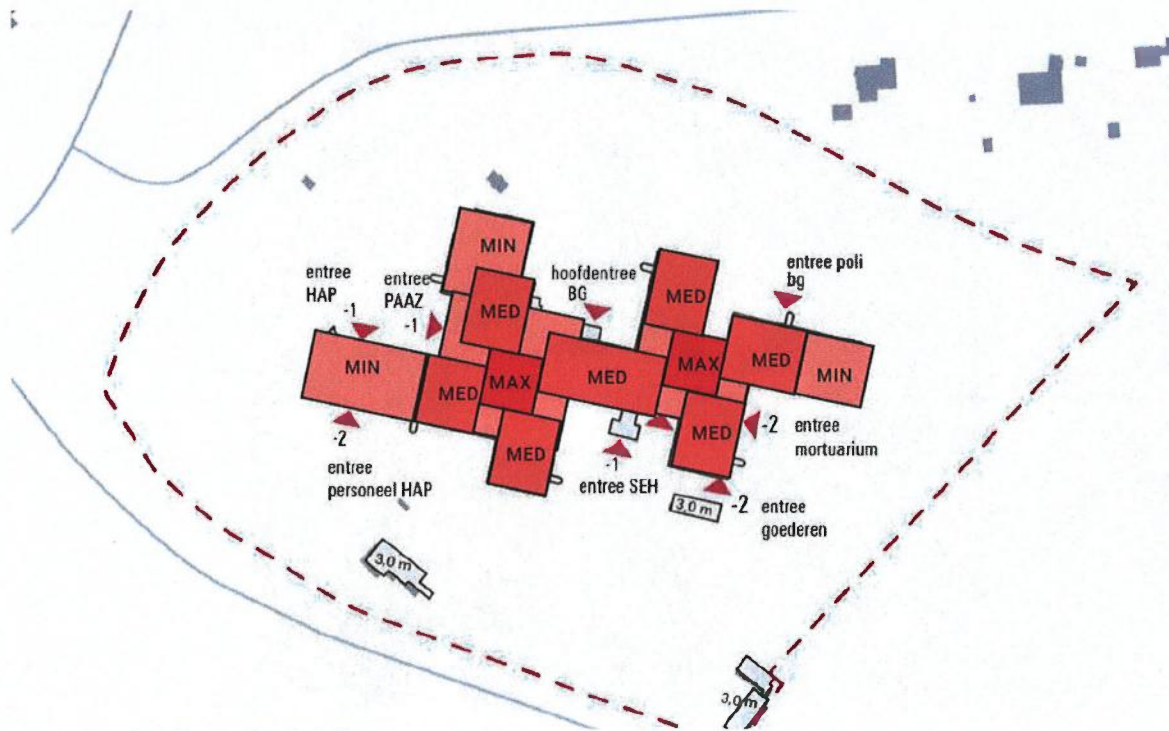 MIN
entree
HAP
-1
entree
PAAZ
-1
hoofdentree
BG
entree poli
bg
MED
MED
MIN
MED
MAX
MED
MAX
MED
MIN
MED
MED
-2
entree
personeel HAP
-1
entree SEH
-2
entree
mortuarium
-2
entree
goederen
3,0 m
3,0 m
3,0 m